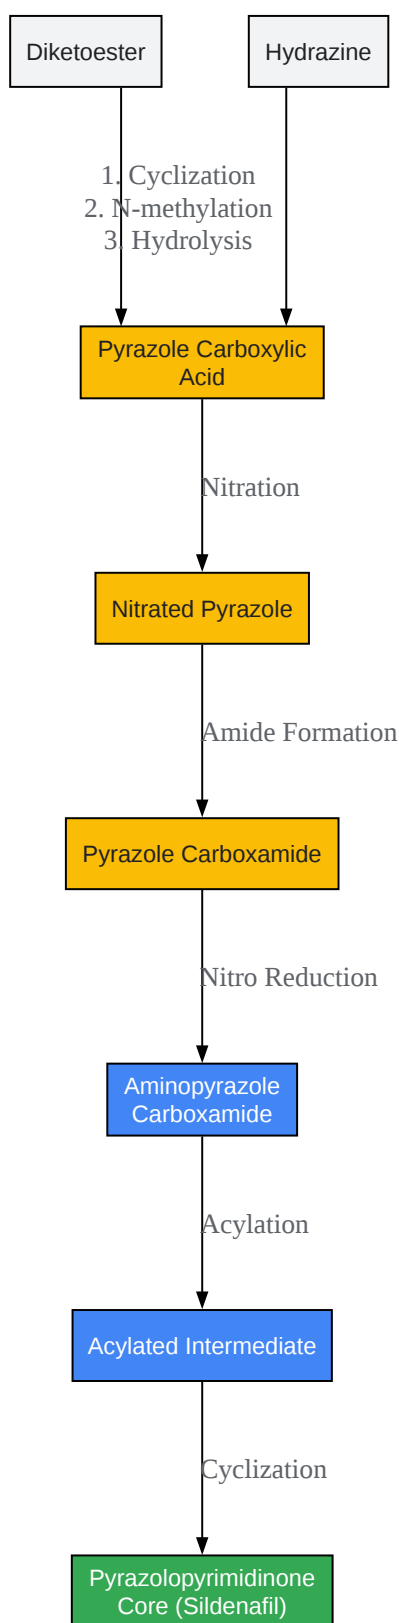 Diketoester
Hydrazine
1. Cyclization
2. N-methylation
3. Hydrolysis
Pyrazole Carboxylic
Acid
Nitration
Nitrated Pyrazole
Amide Formation
Pyrazole Carboxamide
Nitro Reduction
Aminopyrazole
Carboxamide
Acylation
Acylated Intermediate
Cyclization
Pyrazolopyrimidinone
Core (Sildenafil)